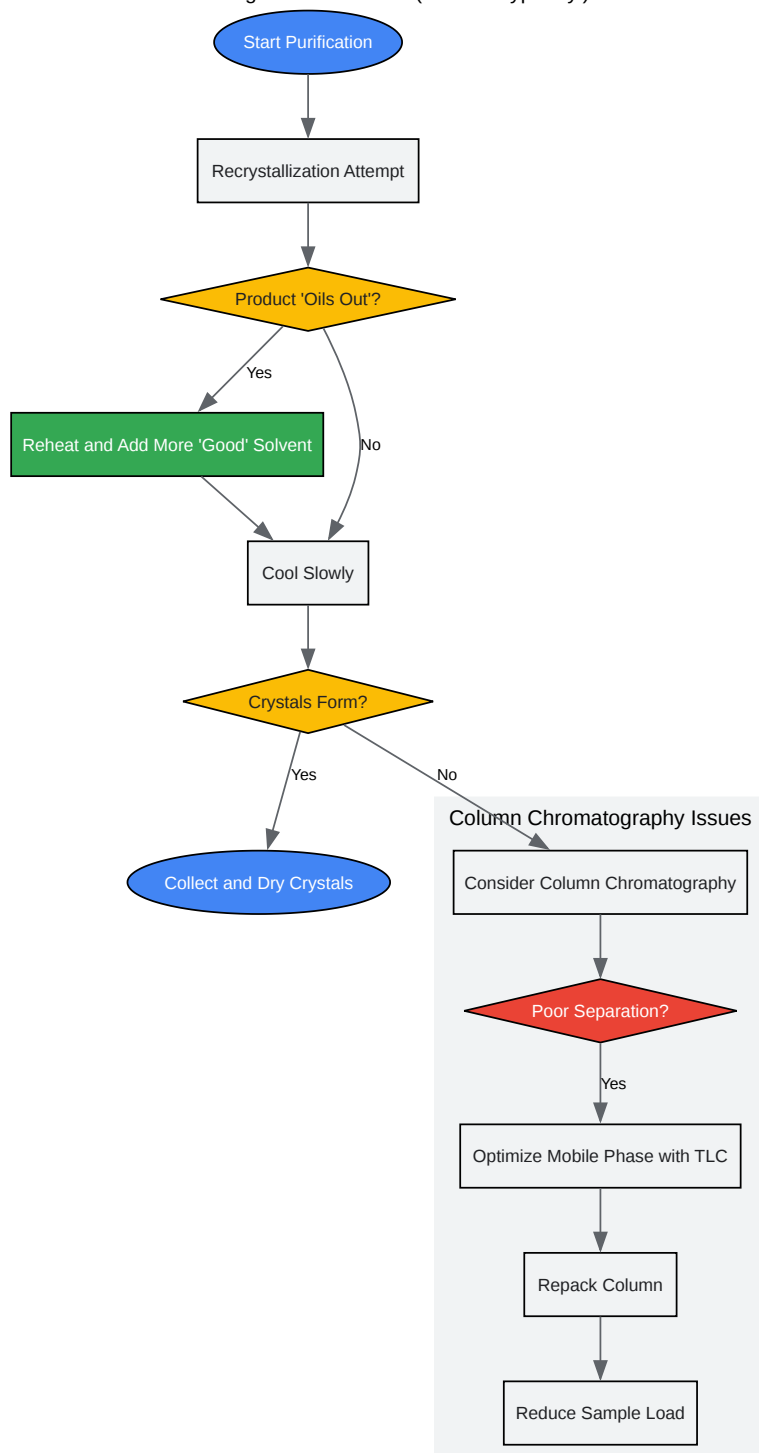 Start Purification
Recrystallization Attempt
Product 'Oils Out'?
Yes
Reheat and Add More 'Good' Solvent
No
Cool Slowly
Crystals Form?
Yes
No
Column Chromatography Issues
Collect and Dry Crystals
Consider Column Chromatography
Poor Separation?
Yes
Optimize Mobile Phase with TLC
Repack Column
Reduce Sample Load